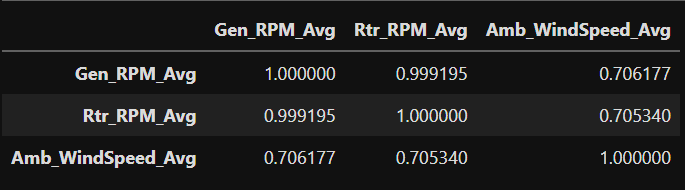 Gen_RPM_Avg Rtr_RPM_Avg Amb_WindSpeed_Avg
Gen_RPM_Avg 1.000000 0.999195 0.706177
Rtr_RPM_Avg 0.999195 1.000000 0.705340
Amb_WindSpeed_Avg 0.706177 0.705340 1.000000